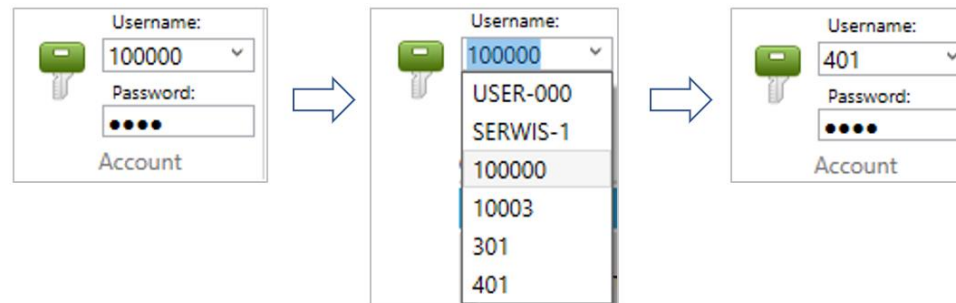 Username:
100000
Password:
●●●●
Account
Username:
100000
USER-000
SERWIS-1
100000
10003
301
401
Username:
401
Password:
●●●●
Account